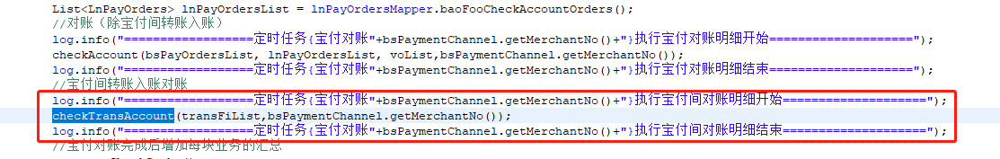 List<LnPayOrders> lnPayOrdersList = lnPayOrdersMapper.baoFooCheckAccountOrders();
//对账（除宝付间转账入账）
log.info("==================定时任务{宝付对账"+bsPaymentChannel.getMerchantNo()+"}执行宝付对账明细开始====================");
checkAccount(bsPayOrdersList, lnPayOrdersList, voList,bsPaymentChannel.getMerchantNo());
log.info("==================定时任务{宝付对账"+bsPaymentChannel.getMerchantNo()+"}执行宝付对账明细结束====================");
//宝付间转账入账对账
log.info("==================定时任务{宝付对账"+bsPaymentChannel.getMerchantNo()+"}执行宝付间对账明细开始====================");
checkTransAccount(transFiList,bsPaymentChannel.getMerchantNo());
log.info("==================定时任务{宝付对账"+bsPaymentChannel.getMerchantNo()+"}执行宝付间对账明细结束====================");
//宝付对账完成后增加每块业务的汇总